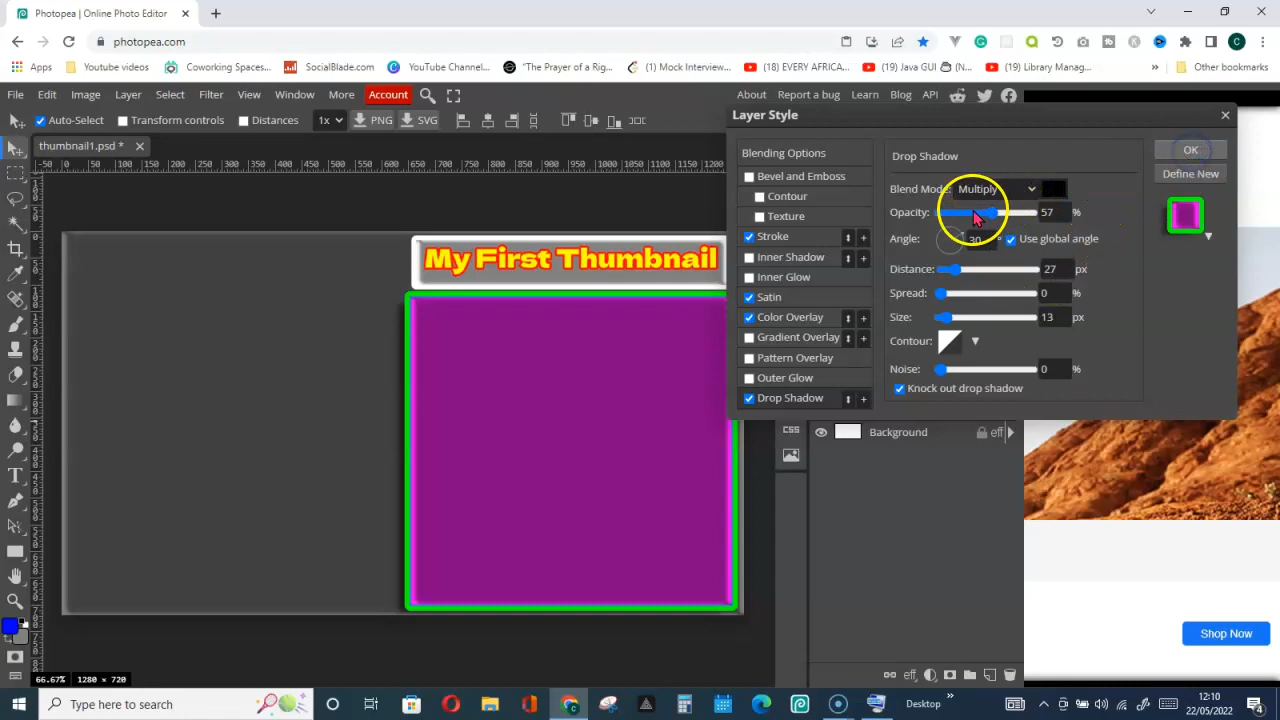 Photopea | Online Photo Editor
photopea.com
Apps
Youtube videos
Coworking Spaces...
SocialBlade.com
YouTube Channel...
"The Prayer of a Rig...
(1) Mock Interview...
(18) EVERY AFRICA...
(19) Java GUI
(N...
(19) Library Manag...
»
Other bookmarks
File Edit Image Layer Select Filter View Window More Account
About Report a bug Learn Blog API
Auto-Select Transform controls Distances 1x PNG SVG
thumbnail1.psd *
Layer Style
Blending Options
Bevel and Emboss
Contour
Texture
Stroke
Inner Shadow
Inner Glow
Satin
Color Overlay
Gradient Overlay
Pattern Overlay
Outer Glow
Drop Shadow
Drop Shadow
Blend Mode: Multiply
Opacity: 57 %
Angle: 30 ° Use global angle
Distance: 27 px
Spread: 0 %
Size: 13 px
Contour:
Noise: 0 %
Knock out drop shadow
OK
Define New
My First Thumbnail
CSS
Background eff
Shop Now
eff
66.67% 1280 × 720
Type here to search
Desktop
»
12:10
22/05/2022
4